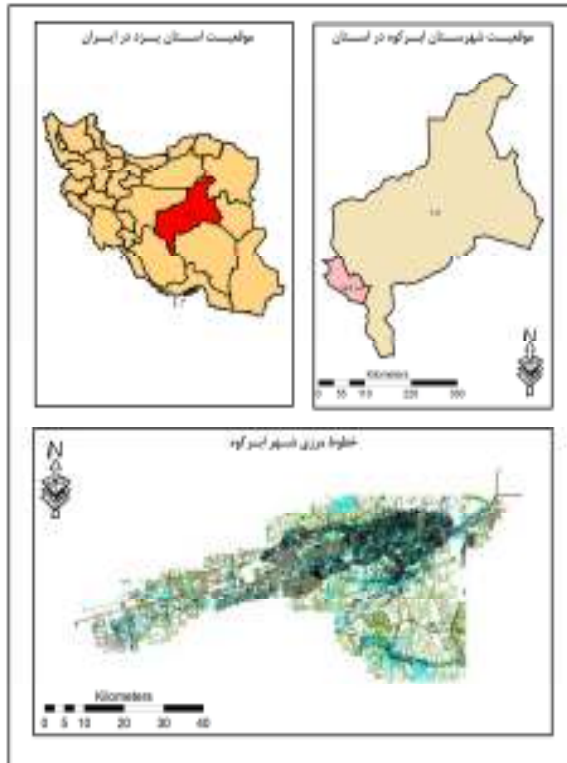 موقعیت استان یزد در ایران
موقعیت شهرستان ابرکوه در استان
N
Kilometers
0 55 110 220 330
خطوط مرزی شهر ابرکوه
N
Kilometers
0 5 10 20 30 40